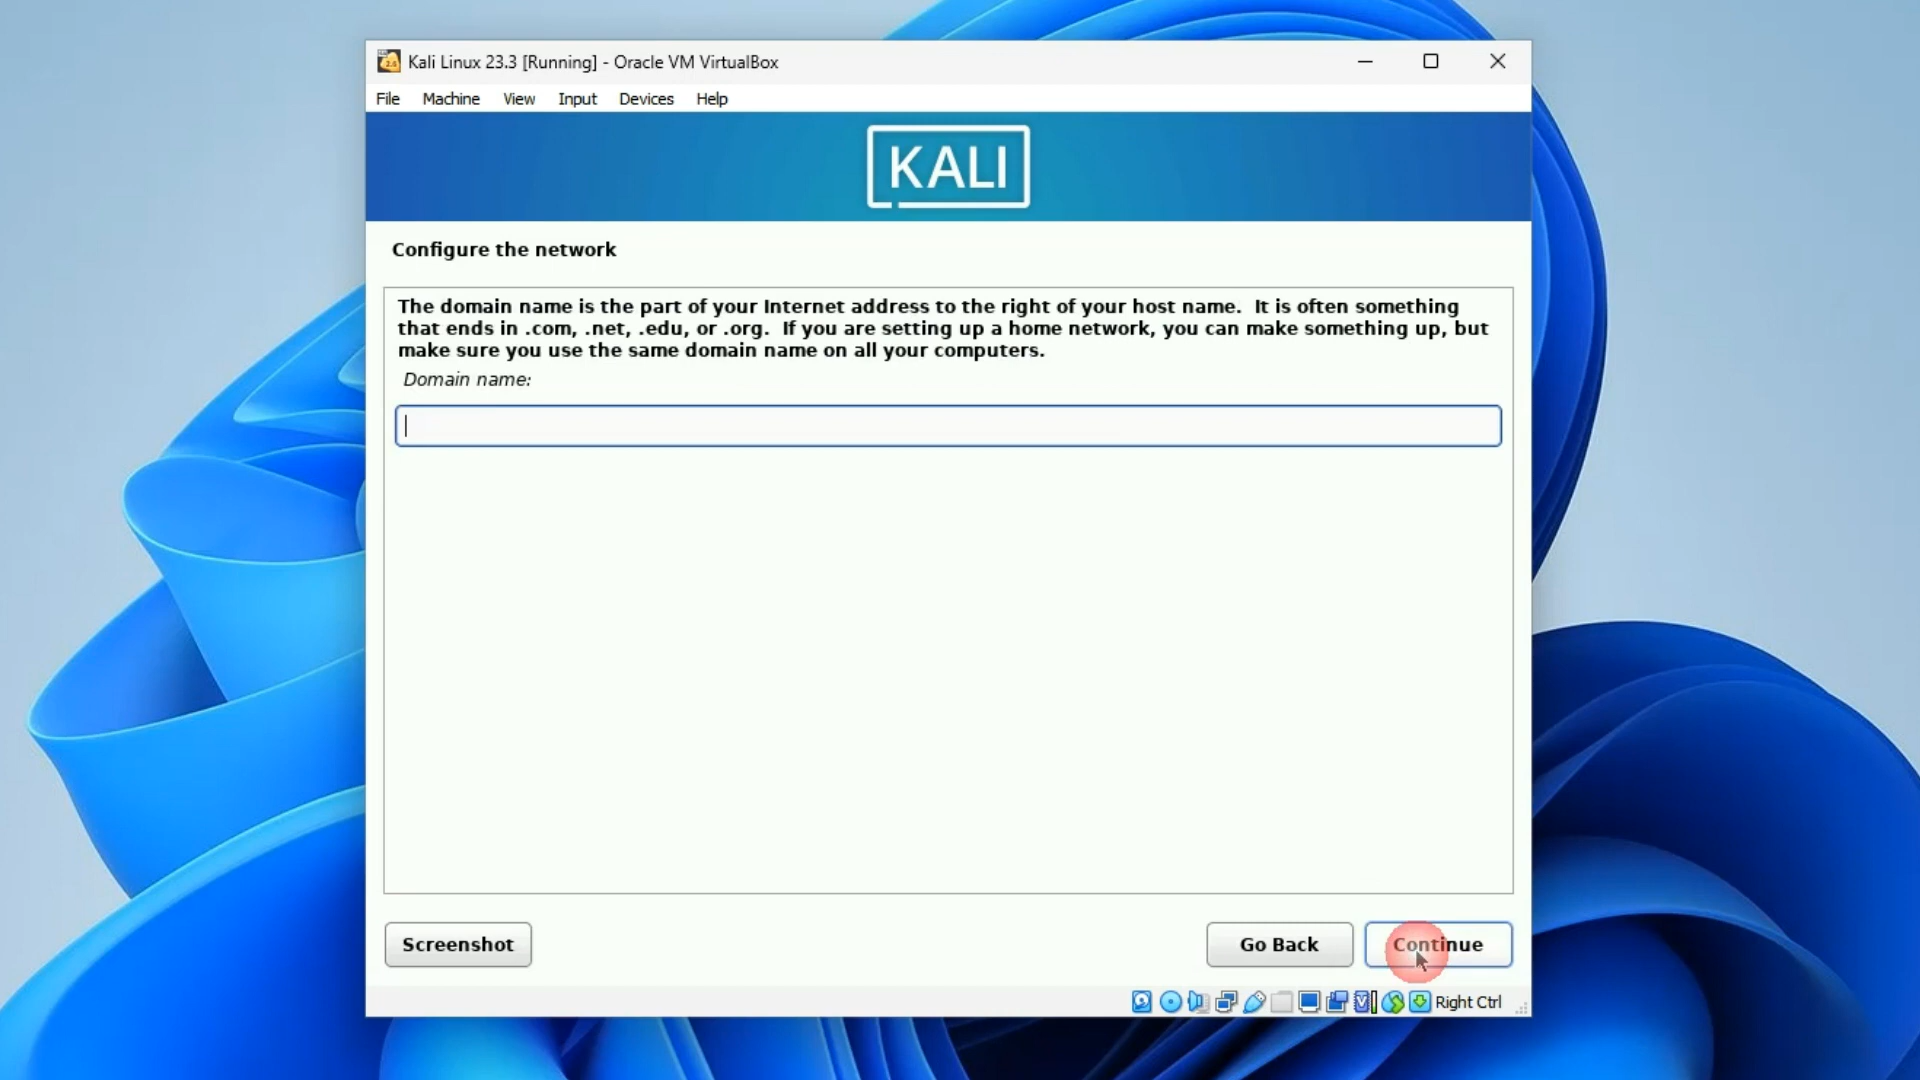 Kali Linux 23.3 [Running] - Oracle VM VirtualBox
File Machine View Input Devices Help
KALI
Configure the network
The domain name is the part of your Internet address to the right of your host name.  It is often something
that ends in .com, .net, .edu, or .org.  If you are setting up a home network, you can make something up, but
make sure you use the same domain name on all your computers.
Domain name:
Screenshot Go Back Continue
Right Ctrl